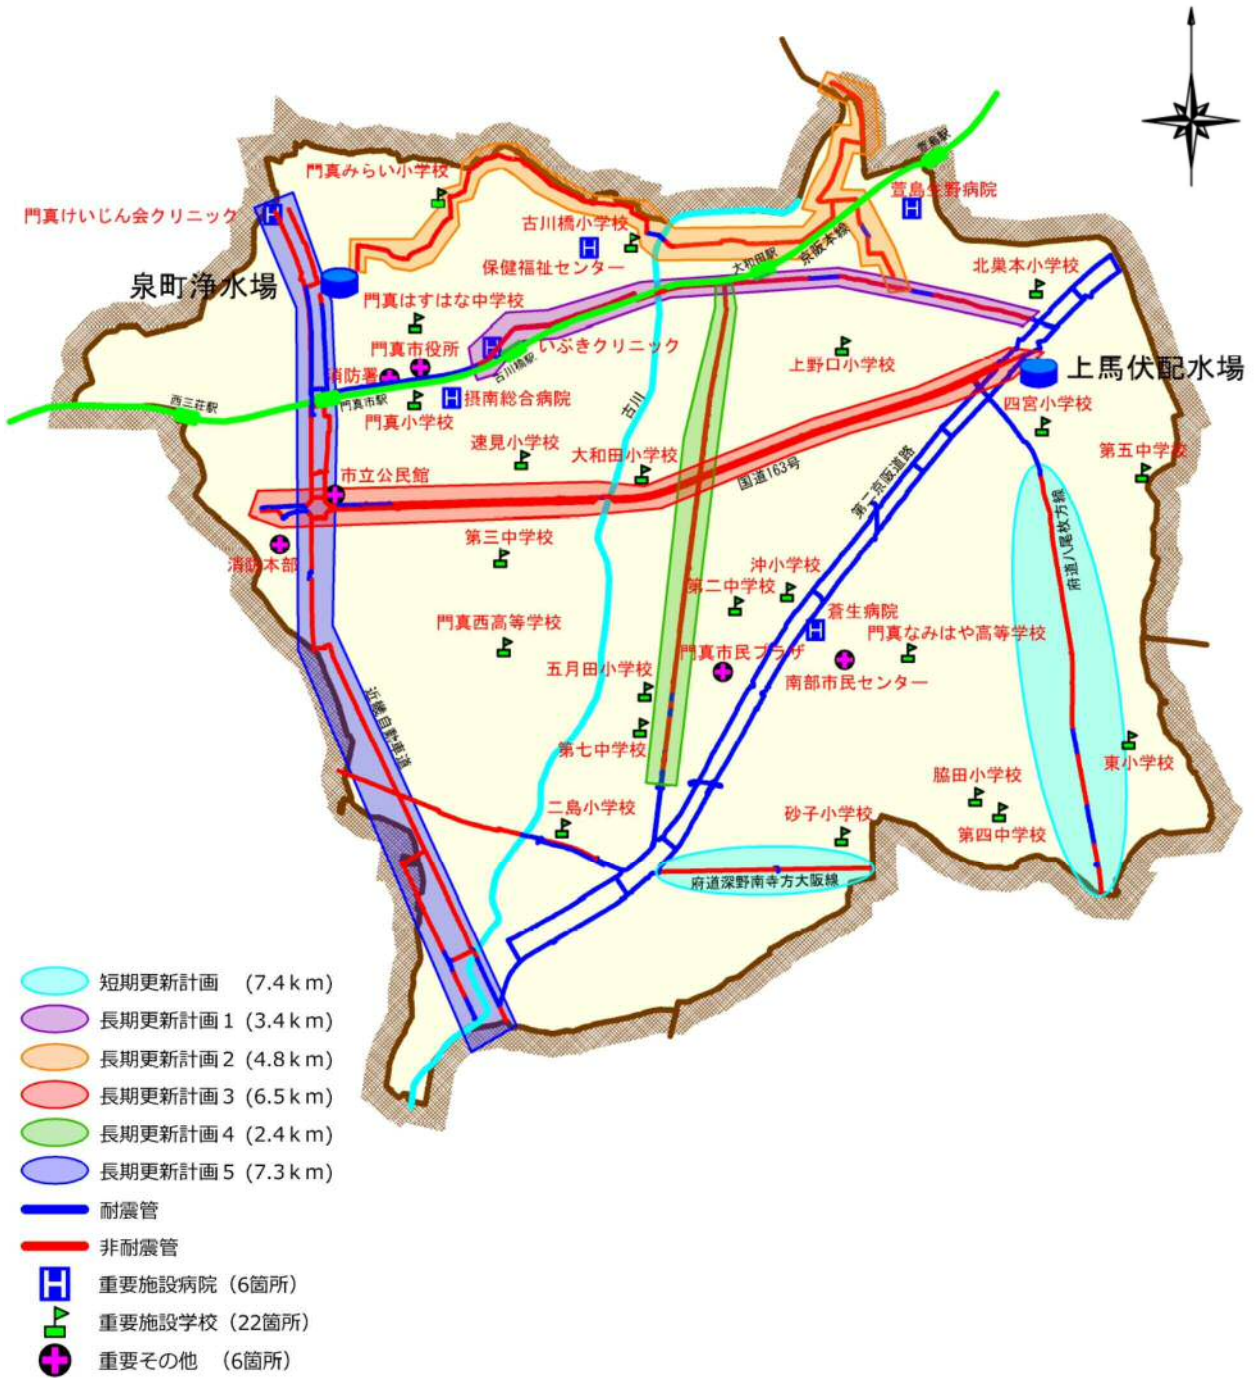 萱島駅
門真みらい小学校
萱島生野病院
門真けいじん会クリニック
古川橋小学校
京阪本線
保健福祉センター
大和田駅
北巣本小学校
泉町浄水場
門真はすはな中学校
門真市役所
いぶきクリニック
上野口小学校
上馬伏配水場
消防署
古川橋駅
西三荘駅
門真市駅
摂南総合病院
古川
四宮小学校
門真小学校
速見小学校
大和田小学校
国道163号
第二京阪道路
第五中学校
市立公民館
府道八尾枚方線
第三中学校
消防本部
沖小学校
第二中学校
蒼生病院
門真西高等学校
門真なみはや高等学校
門真市民プラザ
五月田小学校
南部市民センター
近畿自動車道
第七中学校
東小学校
脇田小学校
二島小学校
砂子小学校
第四中学校
府道深野南寺方大阪線
短期更新計画 (7.4km)
長期更新計画1 (3.4km)
長期更新計画2 (4.8km)
長期更新計画3 (6.5km)
長期更新計画4 (2.4km)
長期更新計画5 (7.3km)
耐震管
非耐震管
H 重要施設病院（6箇所）
重要施設学校（22箇所）
重要その他 （6箇所）